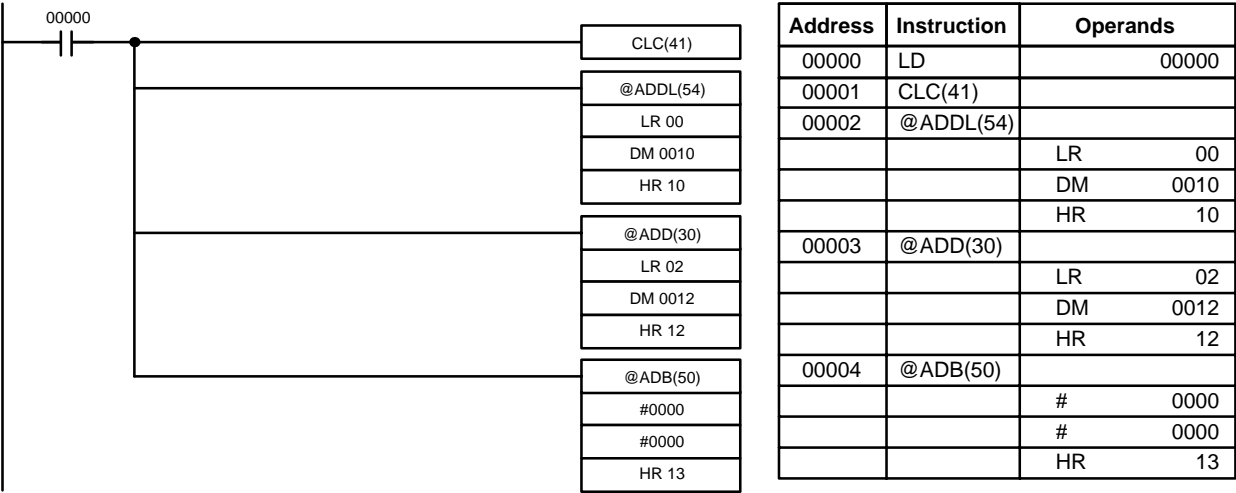 00000
CLC(41)
@ADDL(54)
LR 00
DM 0010
HR 10
@ADD(30)
LR 02
DM 0012
HR 12
@ADB(50)
#0000
#0000
HR 13
Address Instruction Operands
00000 LD 00000
00001 CLC(41)
00002 @ADDL(54)
LR 00
DM 0010
HR 10
00003 @ADD(30)
LR 02
DM 0012
HR 12
00004 @ADB(50)
# 0000
# 0000
HR 13